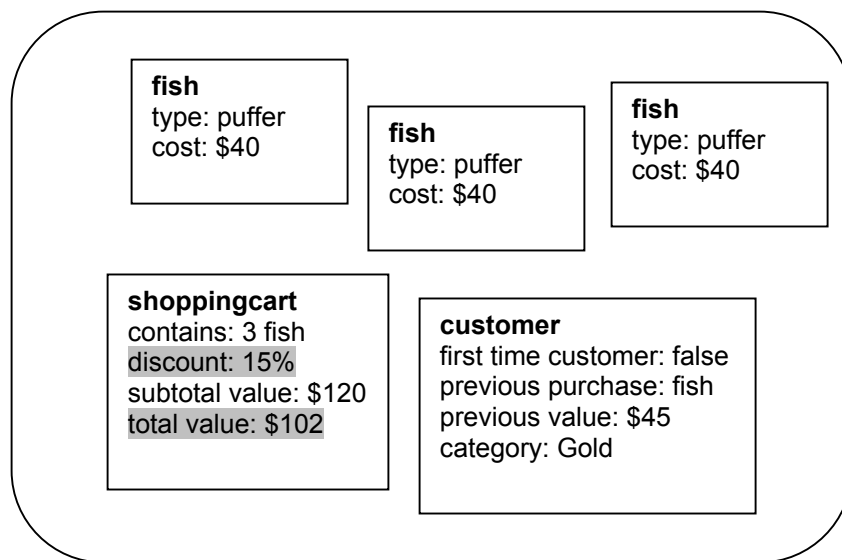 fish
type: puffer
cost: $40
fish
type: puffer
cost: $40
fish
type: puffer
cost: $40
shoppingcart
contains: 3 fish
discount: 15%
subtotal value: $120
total value: $102
customer
first time customer: false
previous purchase: fish
previous value: $45
category: Gold